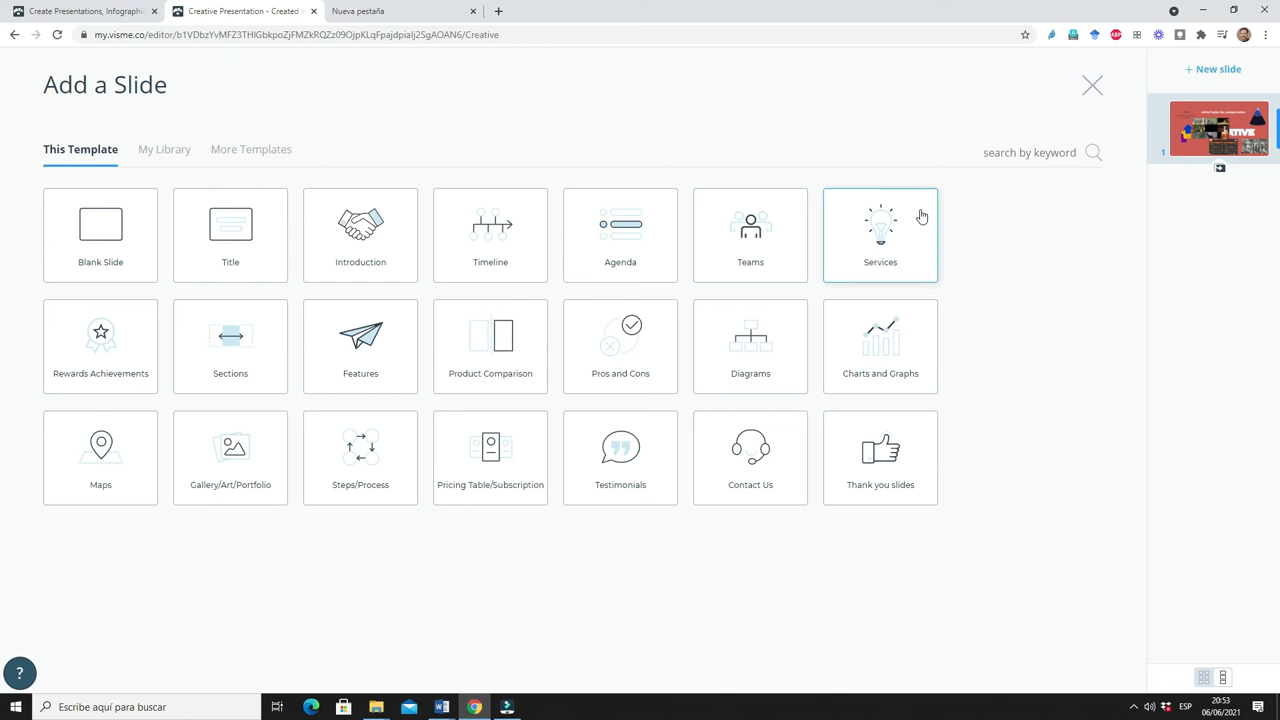 Create Presentations, Infographic
Creative Presentation - Created v
Nueva pestaña
my.visme.co/editor/b1VDbzYvMFZ3THlGbkpoZjFMZkRQZz09OjpKLqFpajdpialj2SgAOAN6/Creative
Add a Slide
+ New slide
This Template
My Library
More Templates
search by keyword
1
Blank Slide
Title
Introduction
Timeline
Agenda
Teams
Services
Rewards Achievements
Sections
Features
Product Comparison
Pros and Cons
Diagrams
Charts and Graphs
Maps
Gallery/Art/Portfolio
Steps/Process
Pricing Table/Subscription
Testimonials
Contact Us
Thank you slides
?
Escribe aquí para buscar
ESP
20:53
06/06/2021